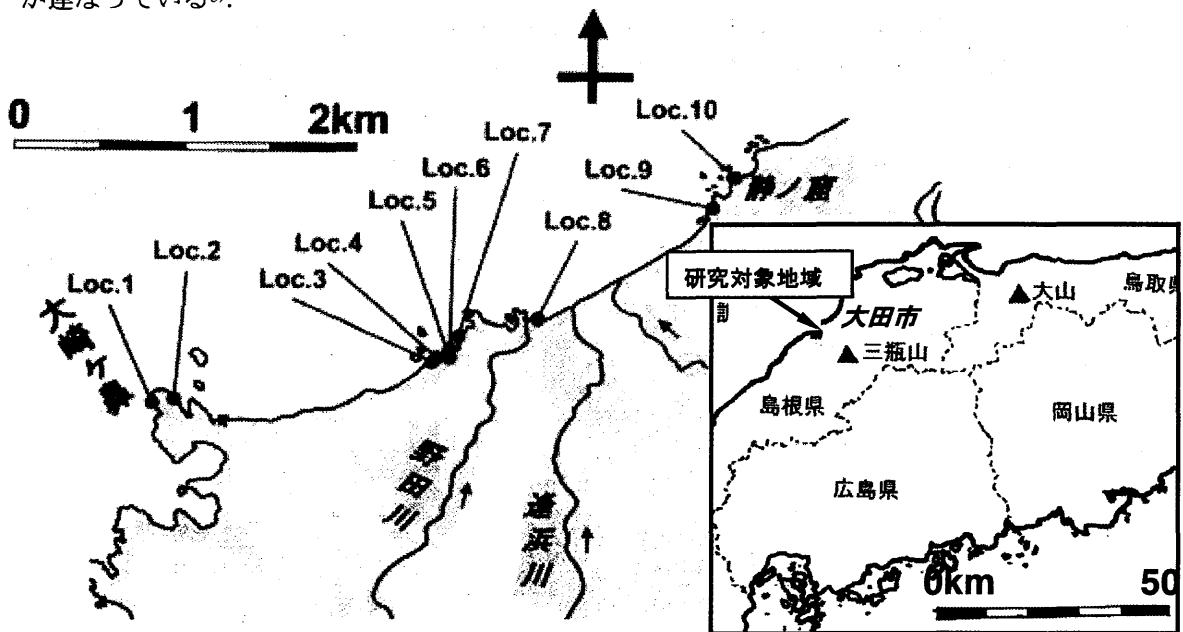 が連なっている
0 1 2km
Loc.10
Loc.7
Loc.6
Loc.9
Loc.5
Loc.8
Loc.4
Loc.2
Loc.3
Loc.1
静ノ窟
大崎ヶ鼻
野田川
逢浜川
研究対象地域
鳥取県
大山
大田市
三瓶山
島根県
岡山県
広島県
0km 50